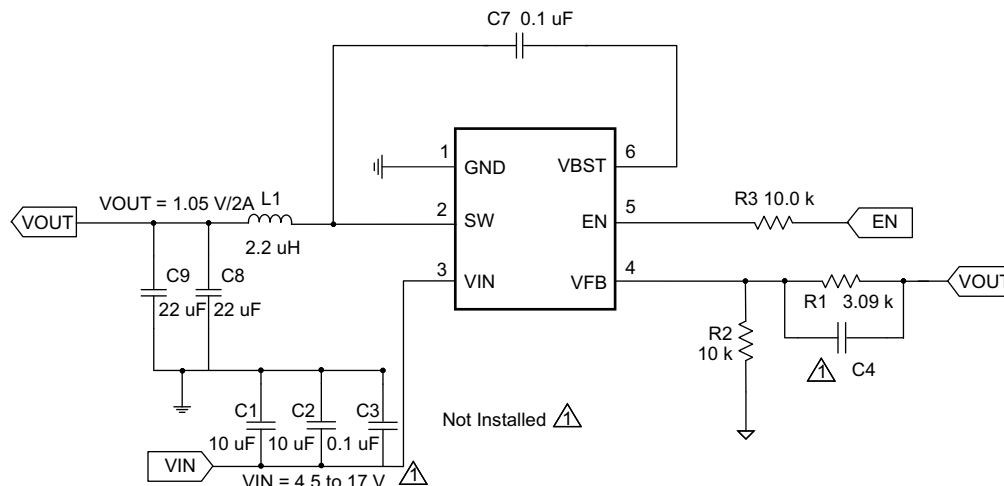 C7 0.1 uF
1
GND
VBST
6
VOUT
VOUT = 1.05 V/2A
L1
2.2 uH
2
SW
EN
5
R3 10.0 k
EN
3
VIN
VFB
4
R1 3.09 k
VOUT
C9
22 uF
C8
22 uF
R2
10 k
1
C4
C1
10 uF
C2
10 uF
C3
0.1 uF
Not Installed 1
VIN
VIN = 4.5 to 17 V
1